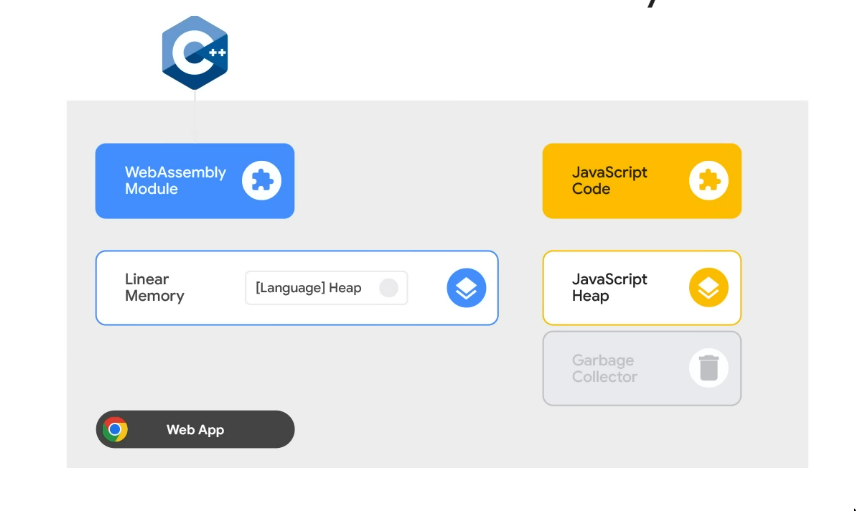 C++
WebAssembly
Module
JavaScript
Code
Linear
Memory
[Language] Heap
JavaScript
Heap
Garbage
Collector
Web App